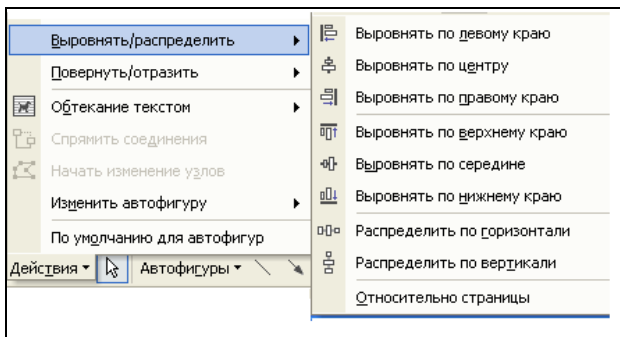 Выровнять/распределить
Повернуть/отразить
Обтекание текстом
Спрямить соединения
Начать изменение узлов
Изменить автофигуру
По умолчанию для автофигур
Действия
Автофигуры
Выровнять по левому краю
Выровнять по центру
Выровнять по правому краю
Выровнять по верхнему краю
Выровнять по середине
Выровнять по нижнему краю
Распределить по горизонтали
Распределить по вертикали
Относительно страницы